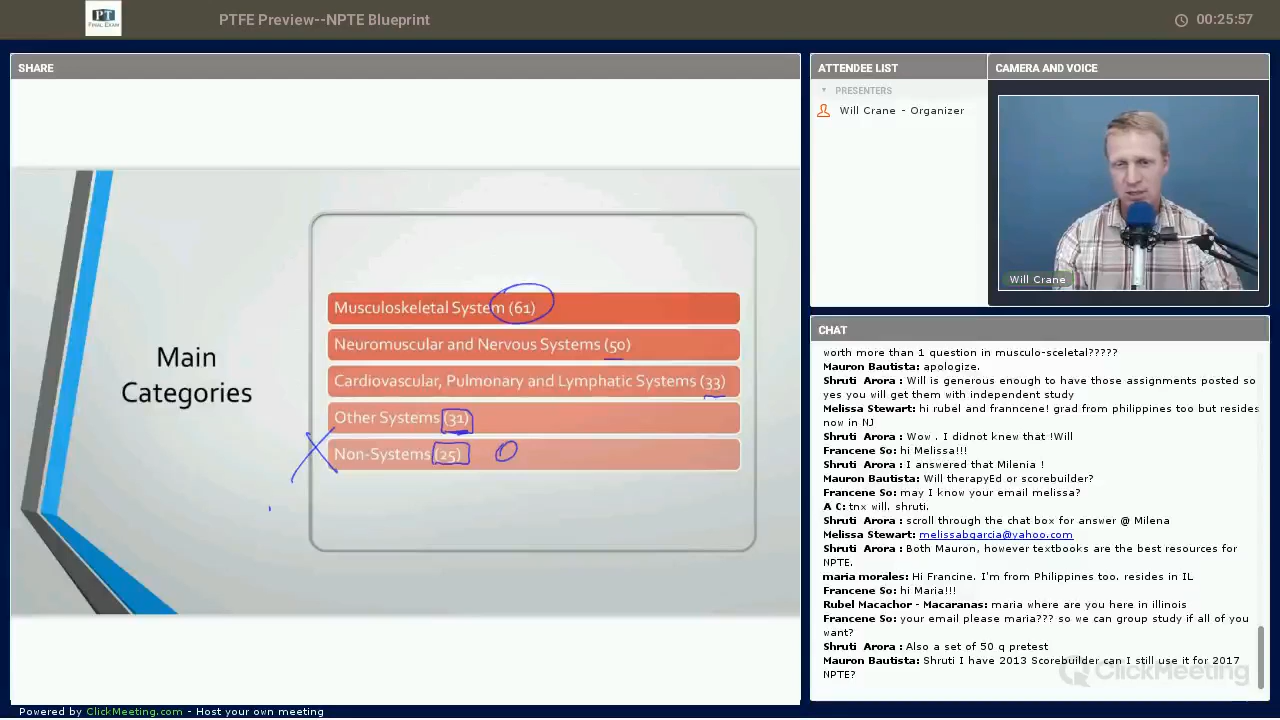 PT
FINAL EXAM
PTFE Preview--NPTE Blueprint
00:25:57
SHARE
Main
Categories
Musculoskeletal System (61)
Neuromuscular and Nervous Systems (50)
Cardiovascular, Pulmonary and Lymphatic Systems (33)
Other Systems (31)
Non-Systems (25)
ATTENDEE LIST
PRESENTERS
Will Crane - Organizer
CAMERA AND VOICE
Will Crane
CHAT
worth more than 1 question in musculo-sceletal?????
Mauron Bautista: apologize.
Shruti Arora : Will is generous enough to have those assignments posted so
yes you will get them with independent study
Melissa Stewart: hi rubel and franncene! grad from philippines too but resides
now in NJ
Shruti Arora : Wow . I didnot knew that !Will
Francene So: hi Melissa!!!
Shruti Arora : I answered that Milenia !
Mauron Bautista: Will therapyEd or scorebuilder?
Francene So: may I know your email melissa?
A C: tnx will. shruti.
Shruti Arora : scroll through the chat box for answer @ Milena
Melissa Stewart: melissabgarcia@yahoo.com
Shruti Arora : Both Mauron, however textbooks are the best resources for
NPTE.
maria morales: Hi Francine. I'm from Philippines too. resides in IL
Francene So: hi Maria!!!
Rubel Macachor - Macaranas: maria where are you here in illinois
Francene So: your email please maria??? so we can group study if all of you
want?
Shruti Arora : Also a set of 50 q pretest
Mauron Bautista: Shruti I have 2013 Scorebuilder can I still use it for 2017
NPTE?
ClickMeeting
Powered by ClickMeeting.com - Host your own meeting